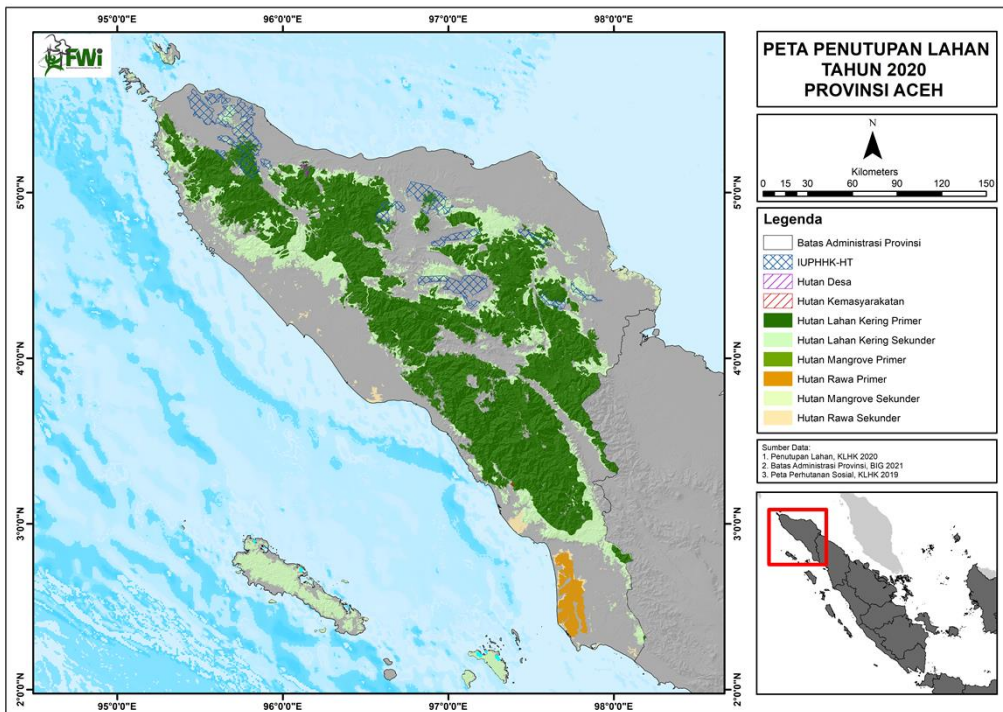 95°0'0"E 96°0'0"E 97°0'0"E 98°0'0"E
FWi
5°0'0"N
4°0'0"N
3°0'0"N
2°0'0"N
5°0'0"N
4°0'0"N
3°0'0"N
2°0'0"N
95°0'0"E 96°0'0"E 97°0'0"E 98°0'0"E
PETA PENUTUPAN LAHAN
TAHUN 2020
PROVINSI ACEH
N
Kilometers
0 15 30 60 90 120 150
Legenda
Batas Administrasi Provinsi
IUPHHK-HT
Hutan Desa
Hutan Kemasyarakatan
Hutan Lahan Kering Primer
Hutan Lahan Kering Sekunder
Hutan Mangrove Primer
Hutan Rawa Primer
Hutan Mangrove Sekunder
Hutan Rawa Sekunder
Sumber Data:
1. Penutupan Lahan, KLHK 2020
2. Batas Administrasi Provinsi, BIG 2021
3. Peta Perhutanan Sosial, KLHK 2019